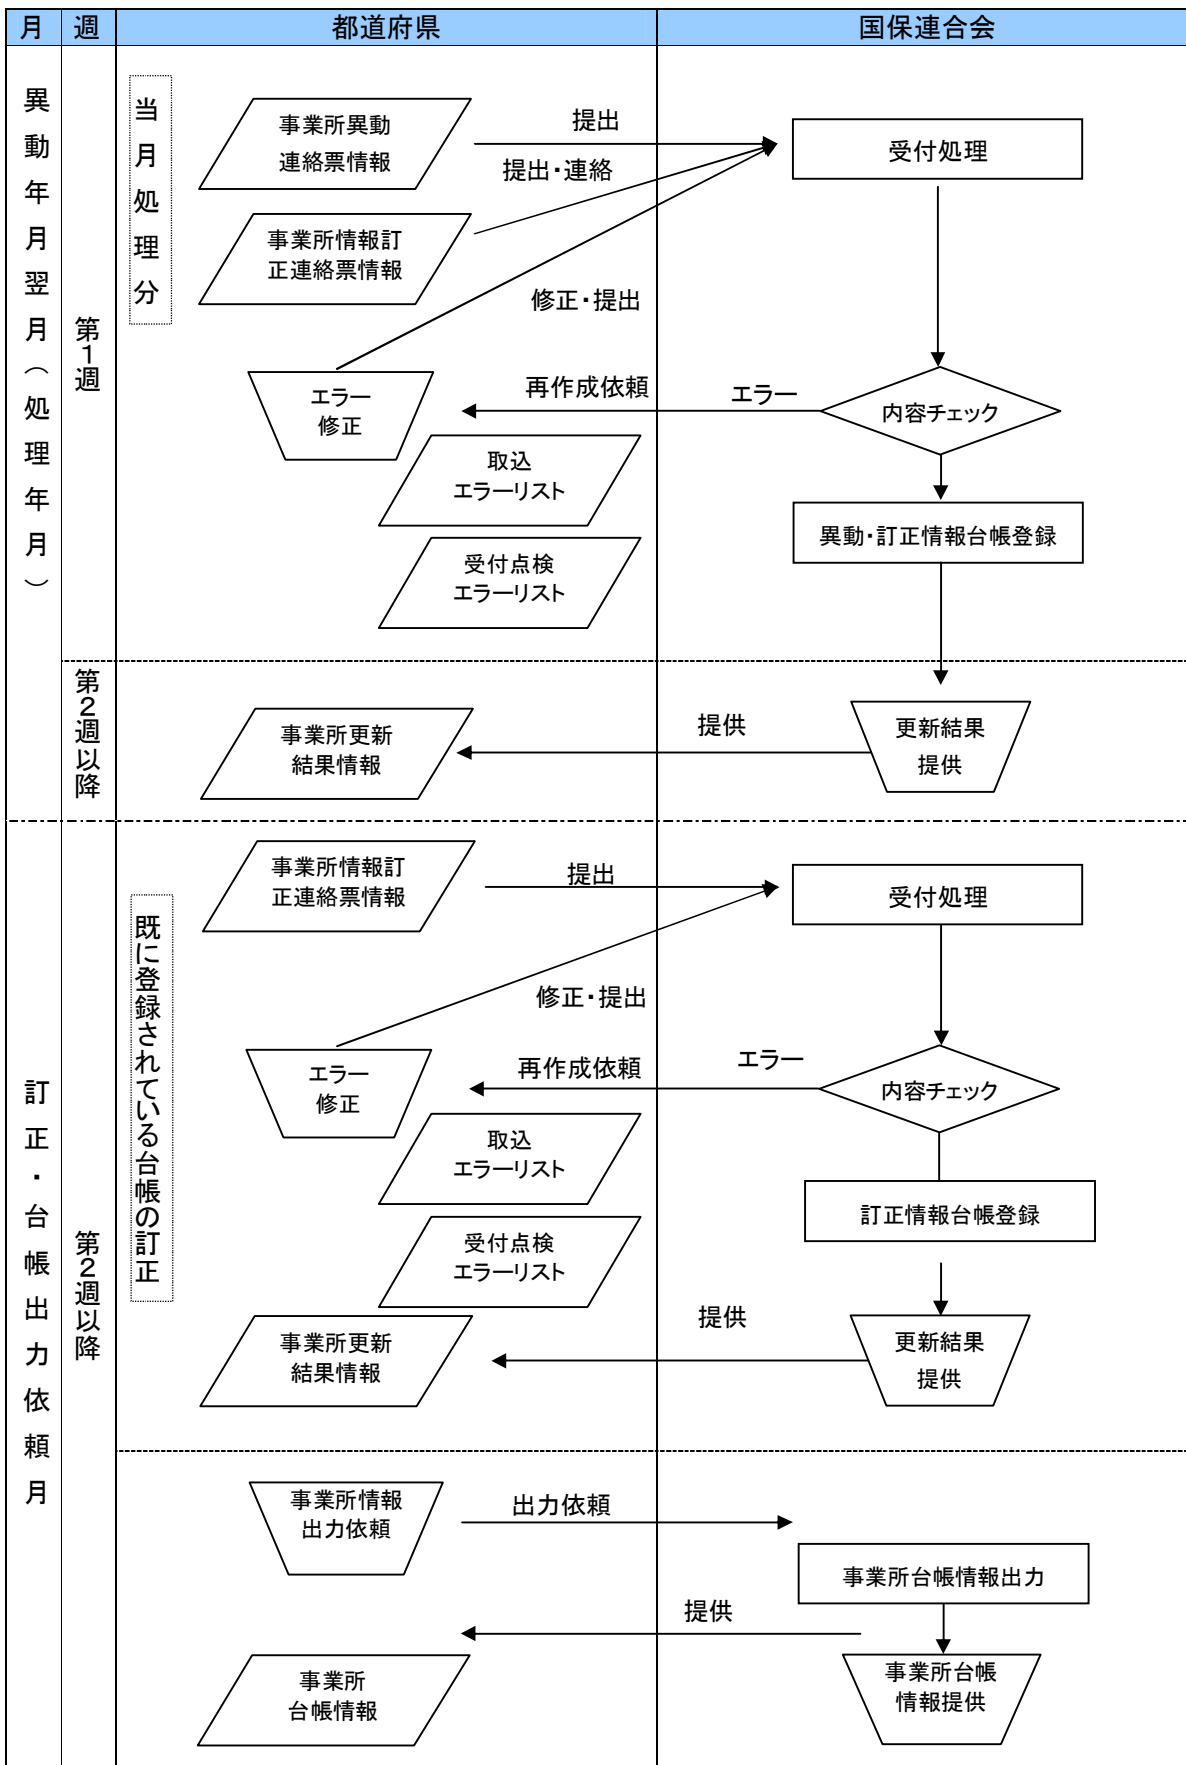 月
週
都道府県
国保連合会
異動年月翌月（処理年月）
第1週
当月処理分
事業所異動
連絡票情報
提出
受付処理
提出・連絡
事業所情報訂
正連絡票情報
修正・提出
エラー
修正
再作成依頼
エラー
内容チェック
取込
エラーリスト
異動・訂正情報台帳登録
受付点検
エラーリスト
第2週以降
事業所更新
結果情報
提供
更新結果
提供
訂正・台帳出力依頼月
第2週以降
既に登録されている台帳の訂正
事業所情報訂
正連絡票情報
提出
受付処理
修正・提出
エラー
修正
再作成依頼
エラー
内容チェック
取込
エラーリスト
訂正情報台帳登録
受付点検
エラーリスト
事業所更新
結果情報
提供
更新結果
提供
事業所情報
出力依頼
出力依頼
事業所台帳情報出力
提供
事業所
台帳情報
事業所台帳
情報提供